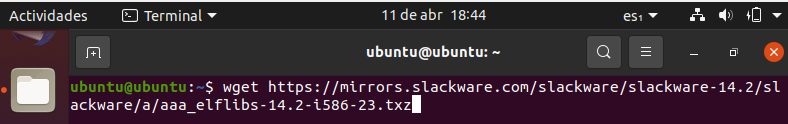 Actividades Terminal 11 de abr 18:44 es₁
ubuntu@ubuntu: ~
ubuntu@ubuntu:~$ wget https://mirrors.slackware.com/slackware/slackware-14.2/sl
ackware/a/aaa_elflibs-14.2-i586-23.txz